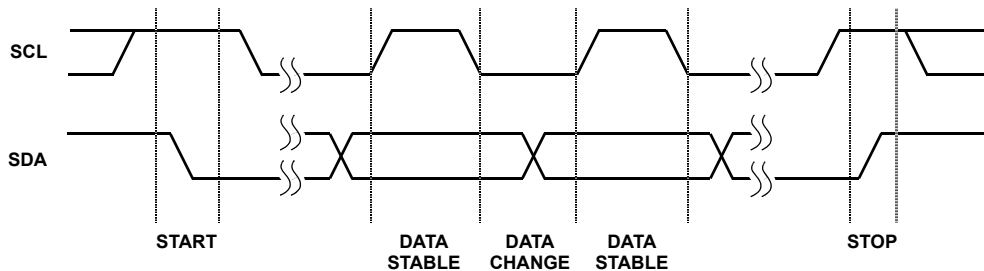 SCL
SDA
START
DATA
STABLE
DATA
CHANGE
DATA
STABLE
STOP